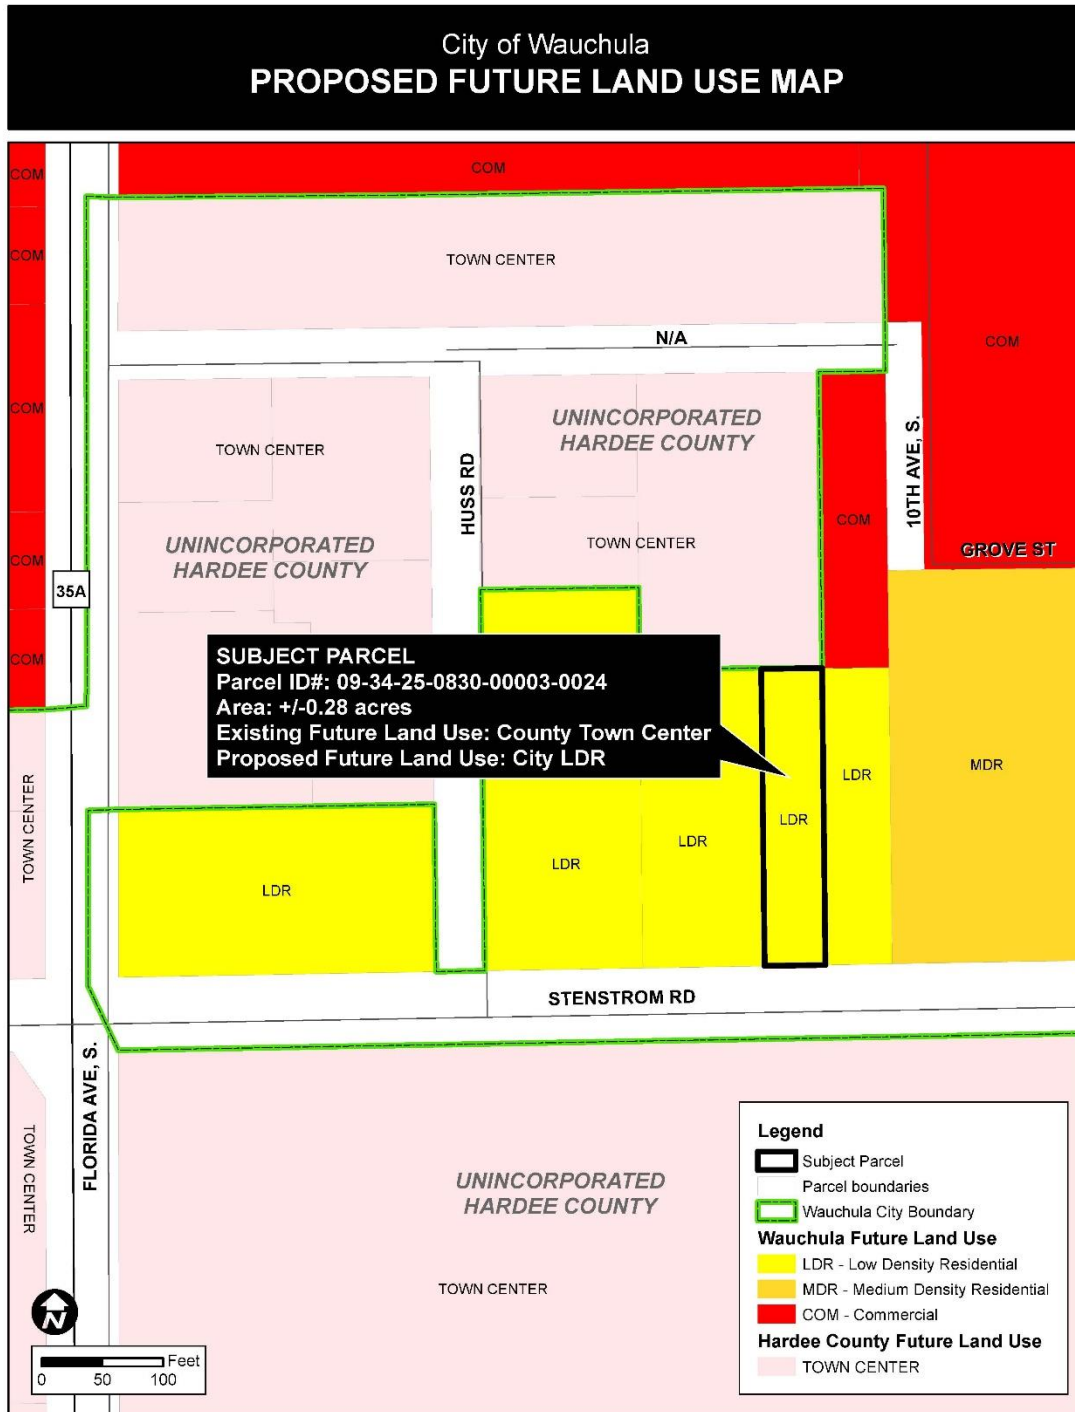 City of Wauchula
PROPOSED FUTURE LAND USE MAP
COM
COM
COM
TOWN CENTER
N/A
COM
COM
UNINCORPORATED
HARDEE COUNTY
TOWN CENTER
HUSS RD
10TH AVE, S.
COM
TOWN CENTER
UNINCORPORATED
HARDEE COUNTY
GROVE ST
COM
35A
COM
SUBJECT PARCEL
Parcel ID#: 09-34-25-0830-00003-0024
Area: +/-0.28 acres
Existing Future Land Use: County Town Center
Proposed Future Land Use: City LDR
TOWN CENTER
LDR
LDR
LDR
LDR
LDR
MDR
STENSTROM RD
FLORIDA AVE, S.
TOWN CENTER
UNINCORPORATED
HARDEE COUNTY
TOWN CENTER
N
Feet
0 50 100
Legend
Subject Parcel
Parcel boundaries
Wauchula City Boundary
Wauchula Future Land Use
LDR - Low Density Residential
MDR - Medium Density Residential
COM - Commercial
Hardee County Future Land Use
TOWN CENTER